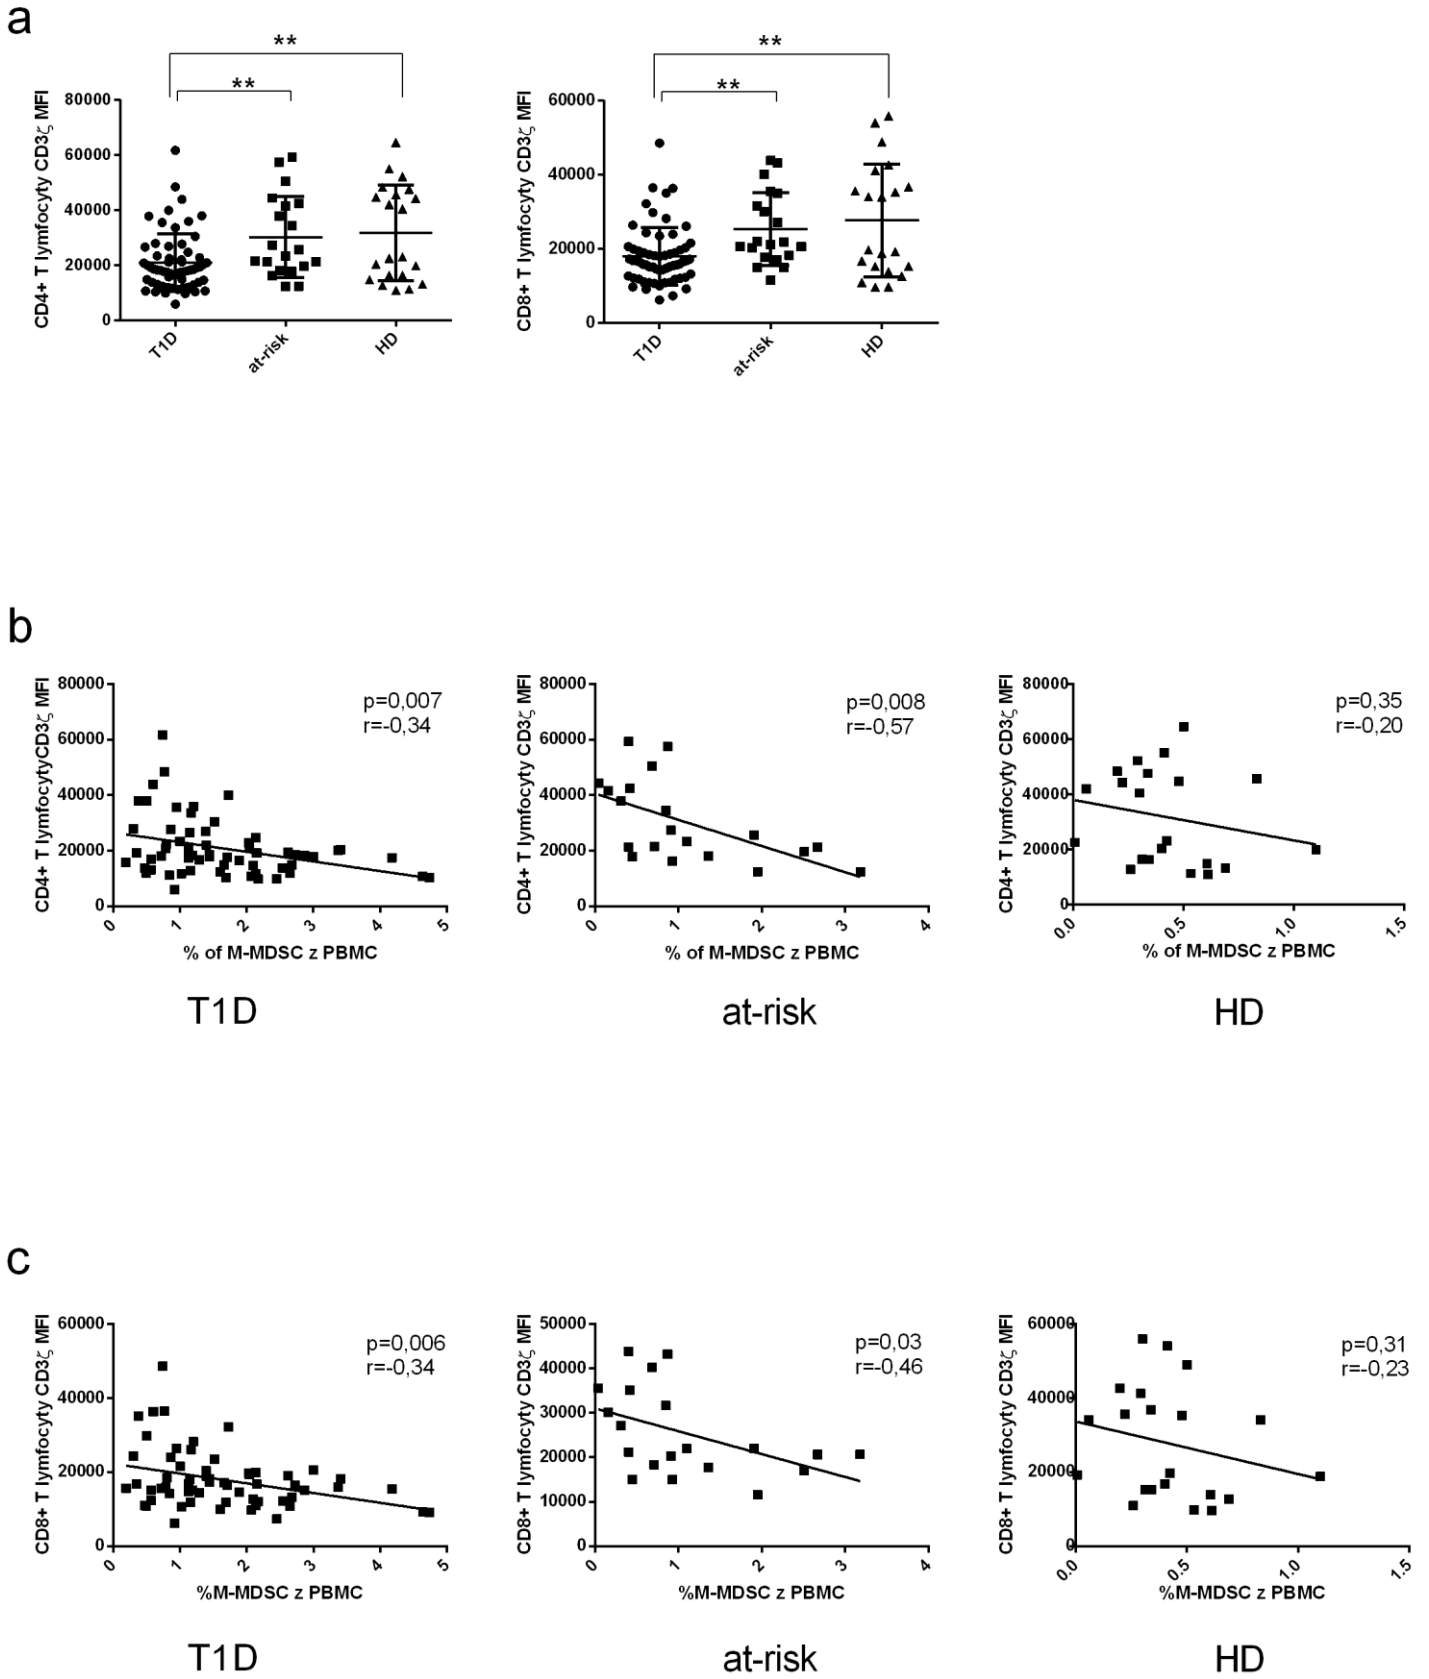 a
**
**
CD4+ T lymfocyty CD3ζ MFI
80000
60000
40000
20000
0
T1D
at-risk
HD
**
**
CD8+ T lymfocyty CD3ζ MFI
60000
40000
20000
0
T1D
at-risk
HD
b
CD4+ T lymfocytyCD3ζ MFI
80000
60000
40000
20000
0
p=0,007
r=-0,34
0 1 2 3 4 5
% of M-MDSC z PBMC
T1D
CD4+ T lymfocyty CD3ζ MFI
80000
60000
40000
20000
0
p=0,008
r=-0,57
0 1 2 3 4
% of M-MDSC z PBMC
at-risk
CD4+ T lymfocyty CD3ζ MFI
80000
60000
40000
20000
0
p=0,35
r=-0,20
0.0 0.5 1.0 1.5
% of M-MDSC z PBMC
HD
c
CD8+ T lymfocyty CD3ζ MFI
60000
40000
20000
0
p=0,006
r=-0,34
0 1 2 3 4 5
%M-MDSC z PBMC
T1D
CD8+ T lymfocyty CD3ζ MFI
50000
40000
30000
20000
10000
0
p=0,03
r=-0,46
0 1 2 3 4
%M-MDSC z PBMC
at-risk
CD8+ T lymfocyty CD3ζ MFI
60000
40000
20000
0
p=0,31
r=-0,23
0.0 0.5 1.0 1.5
%M-MDSC z PBMC
HD